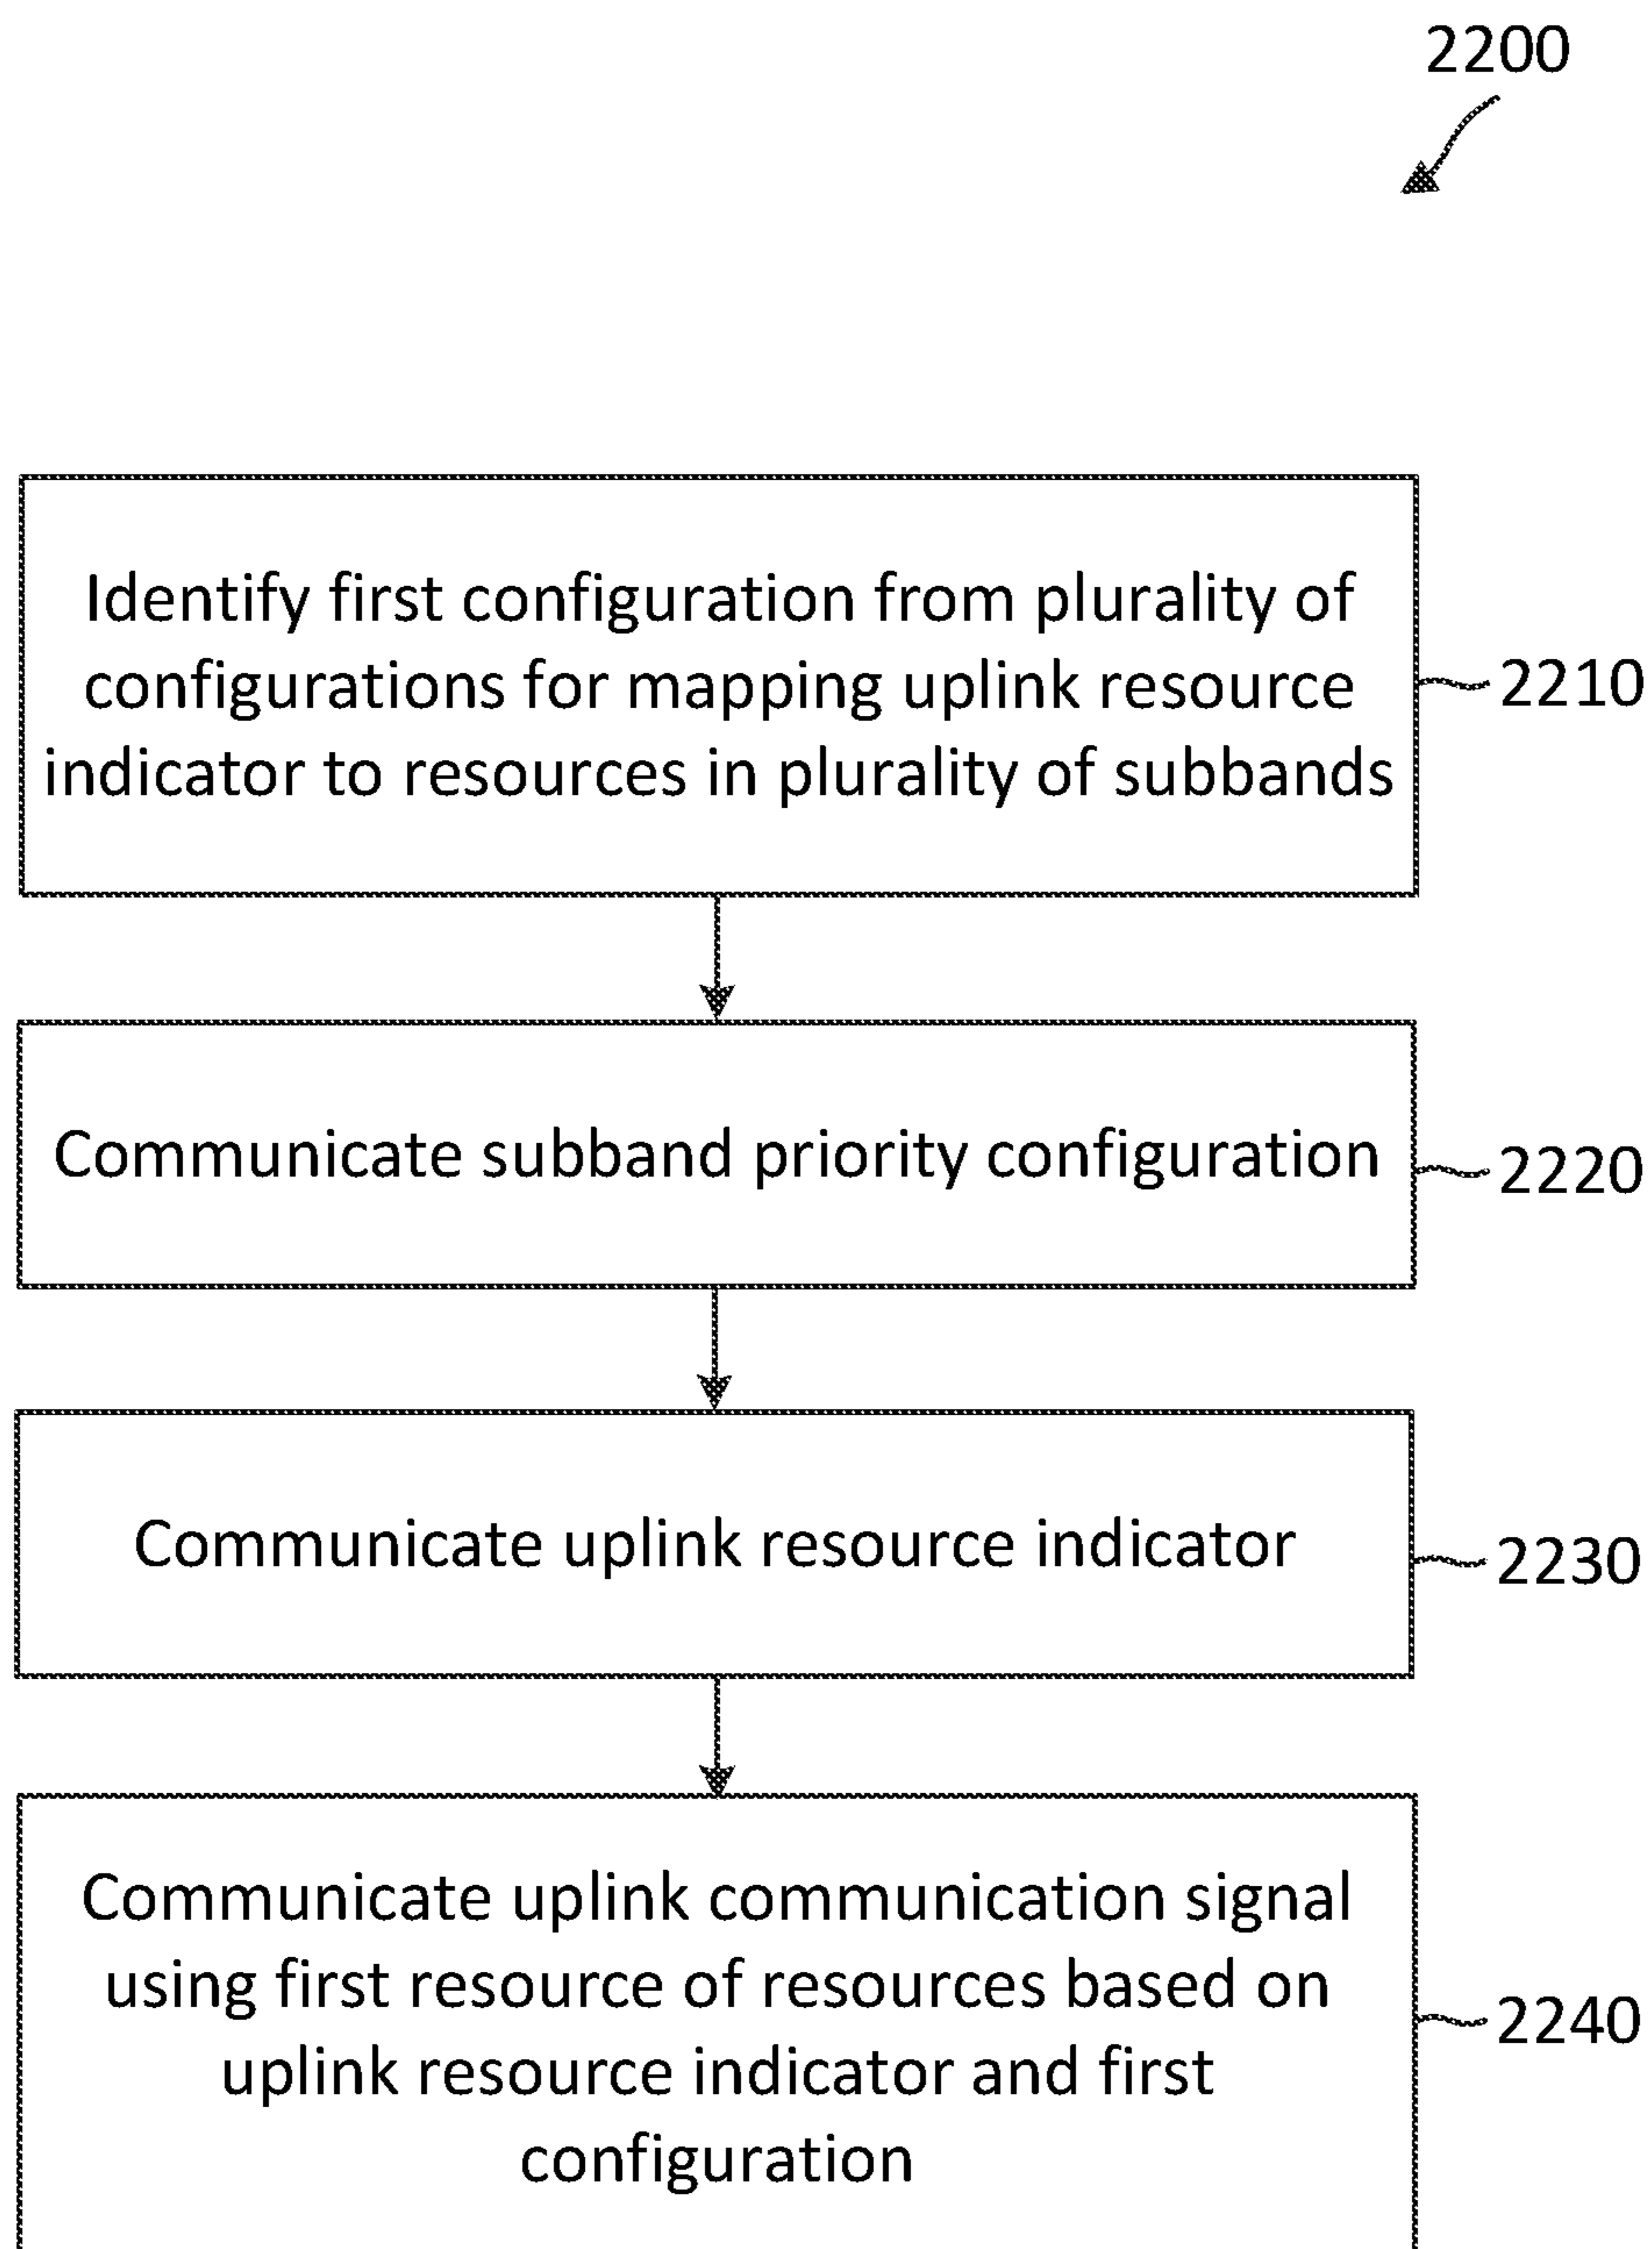 2200
Identify first configuration from plurality of
configurations for mapping uplink resource
indicator to resources in plurality of subbands
2210
Communicate subband priority configuration
2220
Communicate uplink resource indicator
2230
Communicate uplink communication signal
using first resource of resources based on
uplink resource indicator and first
configuration
2240